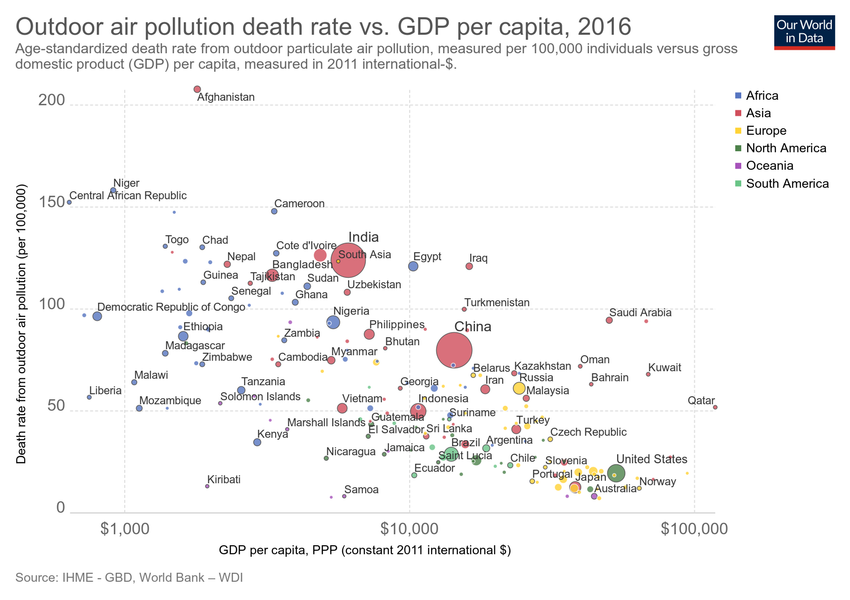 Outdoor air pollution death rate vs. GDP per capita, 2016
Age-standardized death rate from outdoor particulate air pollution, measured per 100,000 individuals versus gross
domestic product (GDP) per capita, measured in 2011 international-$.
Our World
in Data
Death rate from outdoor air pollution (per 100,000)
200
150
100
50
0
Afghanistan
Niger
Central African Republic
Cameroon
Togo
Chad
Cote d'Ivoire
India
South Asia
Egypt
Iraq
Nepal
Bangladesh
Guinea
Tajikistan
Sudan
Uzbekistan
Senegal
Ghana
Turkmenistan
Democratic Republic of Congo
Nigeria
Saudi Arabia
Ethiopia
Zambia
Philippines
China
Bhutan
Madagascar
Zimbabwe
Cambodia
Myanmar
Belarus
Kazakhstan
Oman
Kuwait
Malawi
Tanzania
Georgia
Iran
Russia
Bahrain
Liberia
Mozambique
Solomon Islands
Vietnam
Indonesia
Malaysia
Qatar
Marshall Islands
Guatemala
Suriname
Kenya
El Salvador
Sri Lanka
Turkey
Czech Republic
Nicaragua
Jamaica
Brazil
Argentina
Saint Lucia
Ecuador
Chile
Slovenia
United States
Portugal
Japan
Kiribati
Samoa
Australia
Norway
Africa
Asia
Europe
North America
Oceania
South America
$1,000
$10,000
$100,000
GDP per capita, PPP (constant 2011 international $)
Source: IHME - GBD, World Bank – WDI